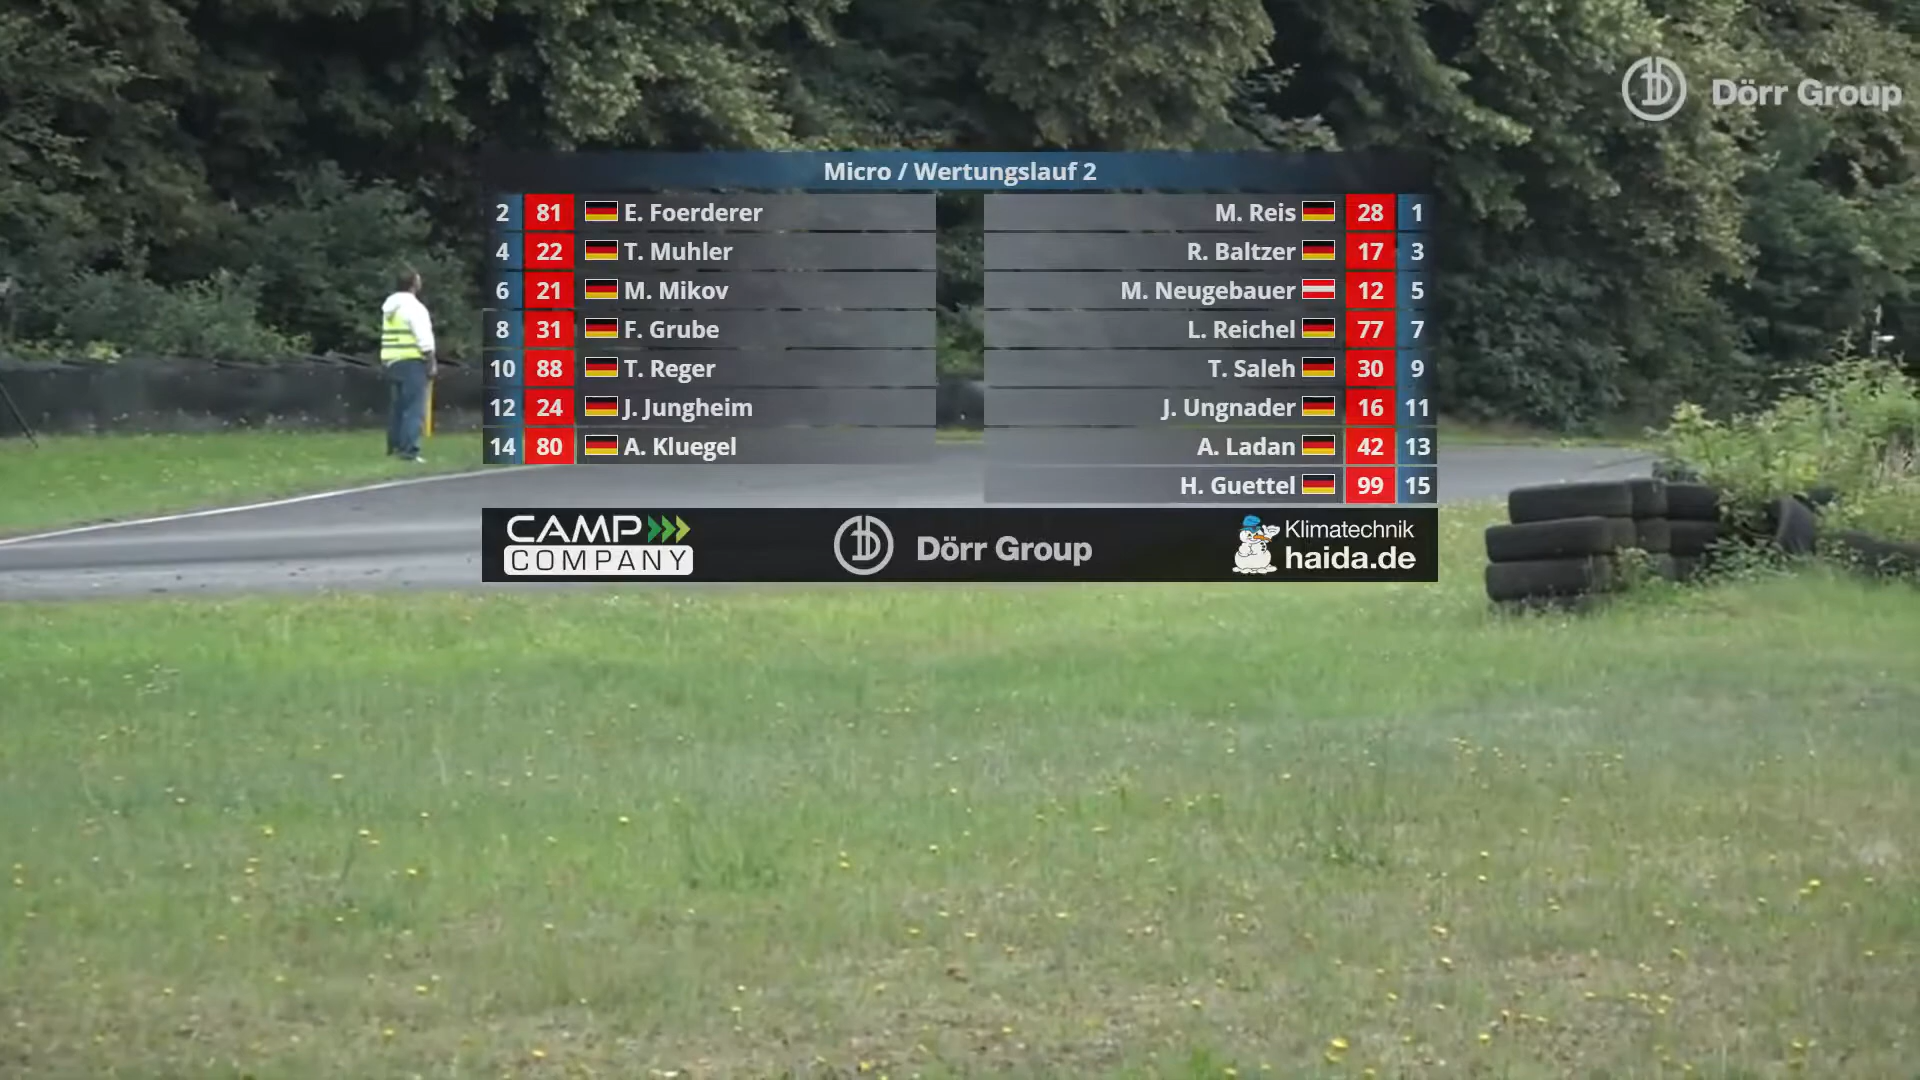 Dörr Group
Micro / Wertungslauf 2
2 81 E. Foerderer M. Reis 28 1
4 22 T. Muhler R. Baltzer 17 3
6 21 M. Mikov M. Neugebauer 12 5
8 31 F. Grube L. Reichel 77 7
10 88 T. Reger T. Saleh 30 9
12 24 J. Jungheim J. Ungnader 16 11
14 80 A. Kluegel A. Ladan 42 13
H. Guettel 99 15
CAMP
COMPANY
Dörr Group
Klimatechnik
haida.de